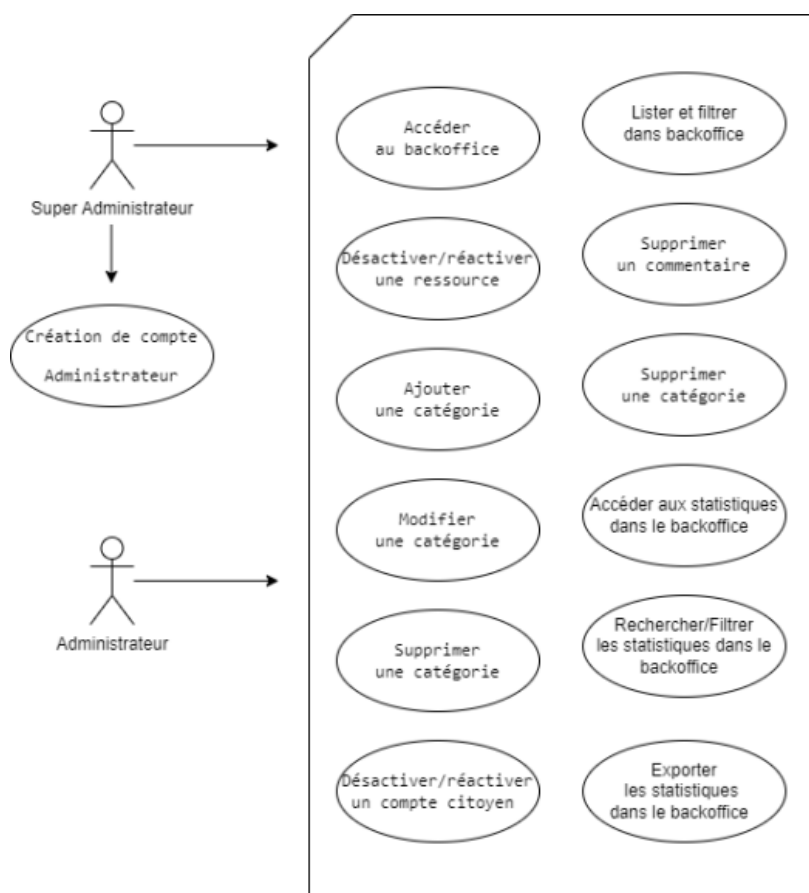 Super Administrateur
Création de compte
Administrateur
Administrateur
Accéder
au backoffice
Lister et filtrer
dans backoffice
Désactiver/réactiver
une ressource
Supprimer
un commentaire
Ajouter
une catégorie
Supprimer
une catégorie
Modifier
une catégorie
Accéder aux statistiques
dans le backoffice
Supprimer
une catégorie
Rechercher/Filtrer
les statistiques dans le
backoffice
Désactiver/réactiver
un compte citoyen
Exporter
les statistiques
dans le backoffice